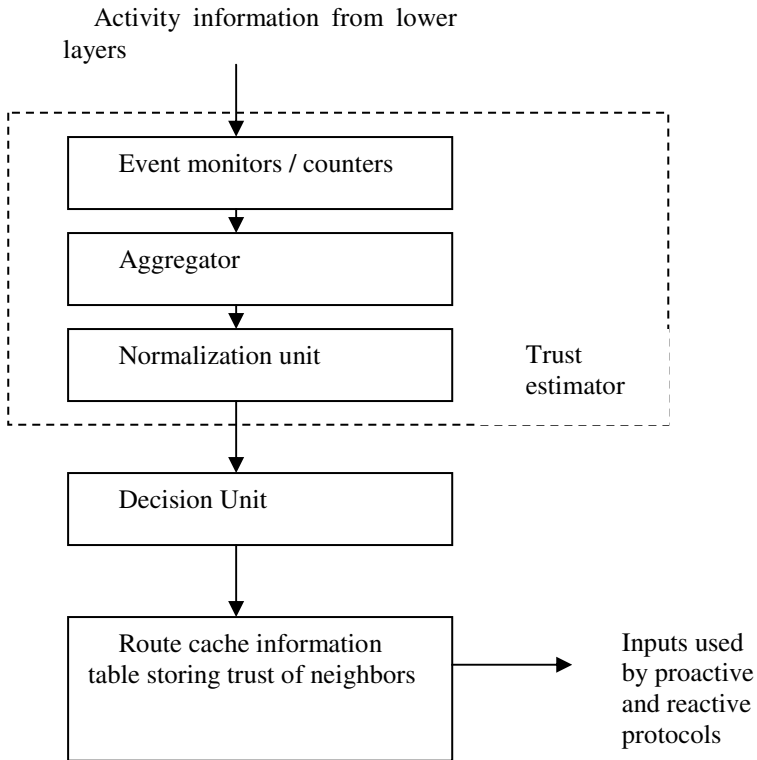 Activity information from lower
layers
Event monitors / counters
Aggregator
Normalization unit
Trust
estimator
Decision Unit
Route cache information
table storing trust of neighbors
Inputs used
by proactive
and reactive
protocols